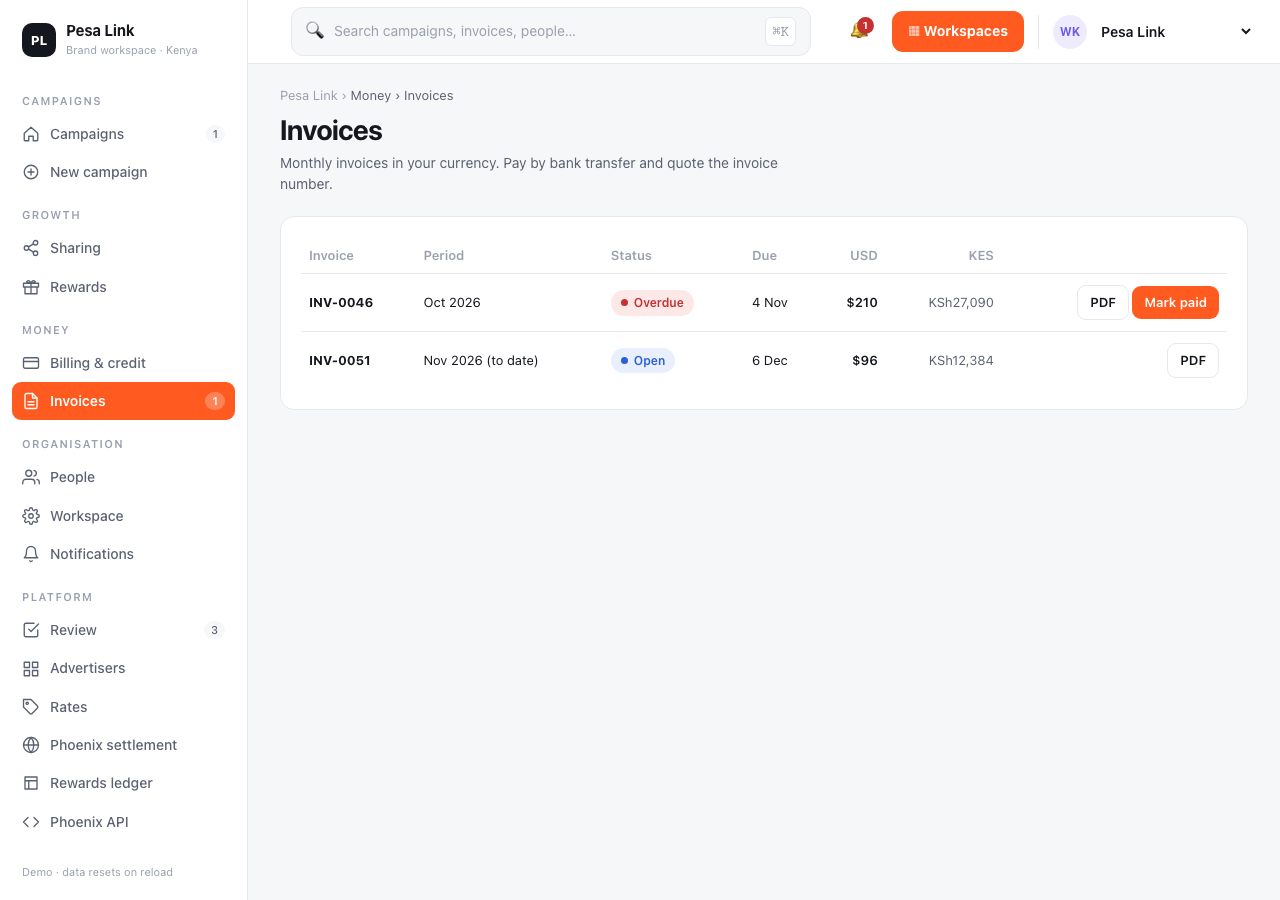 PL
Pesa Link
Brand workspace · Kenya
CAMPAIGNS
Campaigns 1
New campaign
GROWTH
Sharing
Rewards
MONEY
Billing & credit
Invoices 1
ORGANISATION
People
Workspace
Notifications
PLATFORM
Review 3
Advertisers
Rates
Phoenix settlement
Rewards ledger
Phoenix API
Demo · data resets on reload
Search campaigns, invoices, people... ⌘K
1
Workspaces
WK Pesa Link
Pesa Link › Money › Invoices
Invoices
Monthly invoices in your currency. Pay by bank transfer and quote the invoice
number.
Invoice Period Status Due USD KES
INV-0046 Oct 2026 Overdue 4 Nov $210 KSh27,090 PDF Mark paid
INV-0051 Nov 2026 (to date) Open 6 Dec $96 KSh12,384 PDF